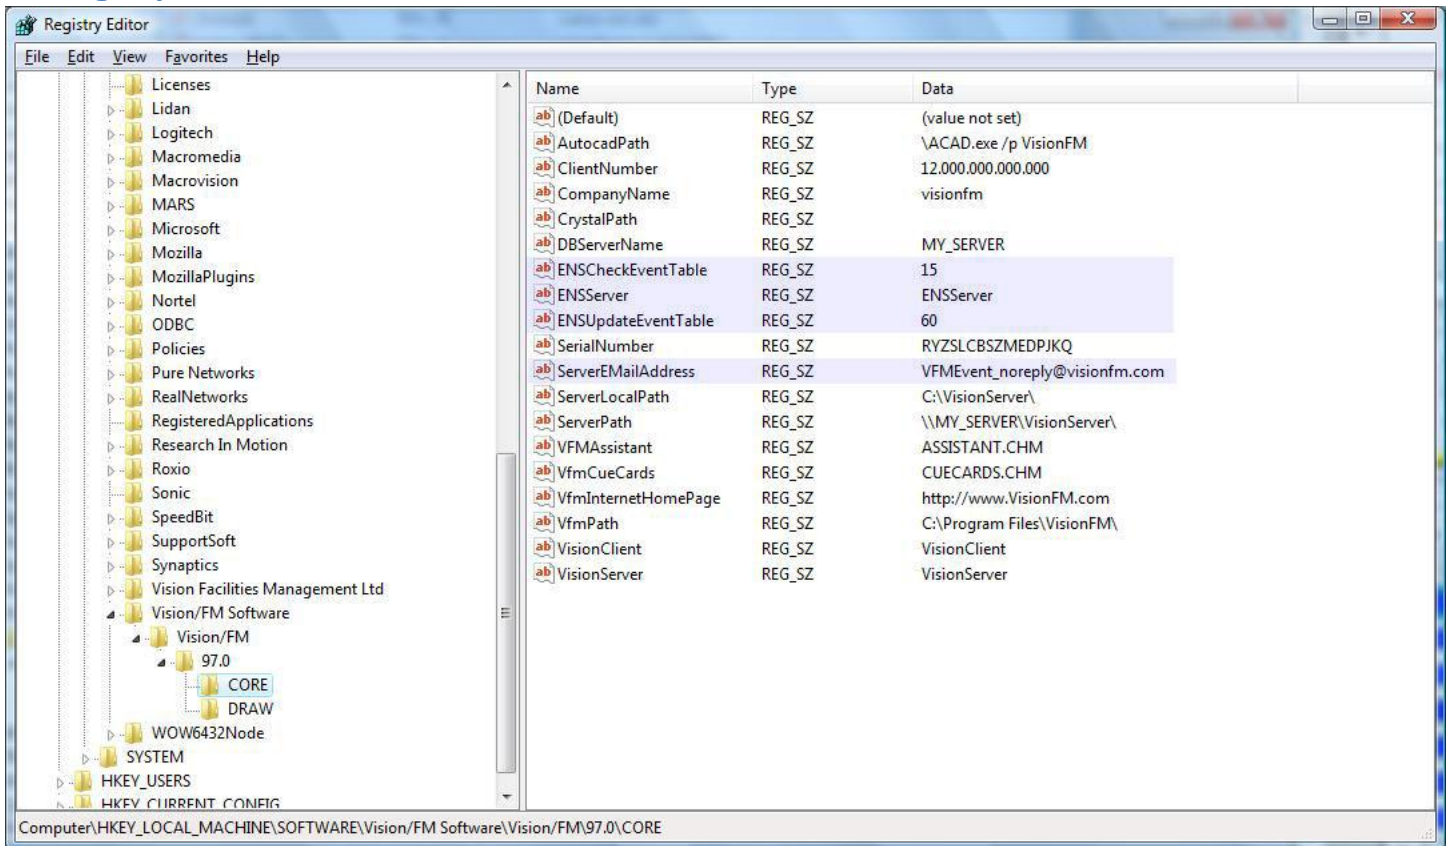 Registry Editor
File Edit View Favorites Help
Licenses
Lidan
Logitech
Macromedia
Macrovision
MARS
Microsoft
Mozilla
MozillaPlugins
Nortel
ODBC
Policies
Pure Networks
RealNetworks
RegisteredApplications
Research In Motion
Roxio
Sonic
SpeedBit
SupportSoft
Synaptics
Vision Facilities Management Ltd
Vision/FM Software
Vision/FM
97.0
CORE
DRAW
WOW6432Node
SYSTEM
HKEY_USERS
HKEY_CURRENT_CONFIG
Name Type Data
(Default) REG_SZ (value not set)
AutocadPath REG_SZ \ACAD.exe /p VisionFM
ClientNumber REG_SZ 12.000.000.000.000
CompanyName REG_SZ visionfm
CrystalPath REG_SZ
DBServerName REG_SZ MY_SERVER
ENSCheckEventTable REG_SZ 15
ENSServer REG_SZ ENSServer
ENSUpdateEventTable REG_SZ 60
SerialNumber REG_SZ RYZSLCBSZMEDPJKQ
ServerEMailAddress REG_SZ VFMEvent_noreply@visionfm.com
ServerLocalPath REG_SZ C:\VisionServer\
ServerPath REG_SZ \\MY_SERVER\VisionServer\
VFMAssistant REG_SZ ASSISTANT.CHM
VfmCueCards REG_SZ CUECARDS.CHM
VfmInternetHomePage REG_SZ http://www.VisionFM.com
VfmPath REG_SZ C:\Program Files\VisionFM\
VisionClient REG_SZ VisionClient
VisionServer REG_SZ VisionServer
Computer\HKEY_LOCAL_MACHINE\SOFTWARE\Vision/FM Software\Vision/FM\97.0\CORE